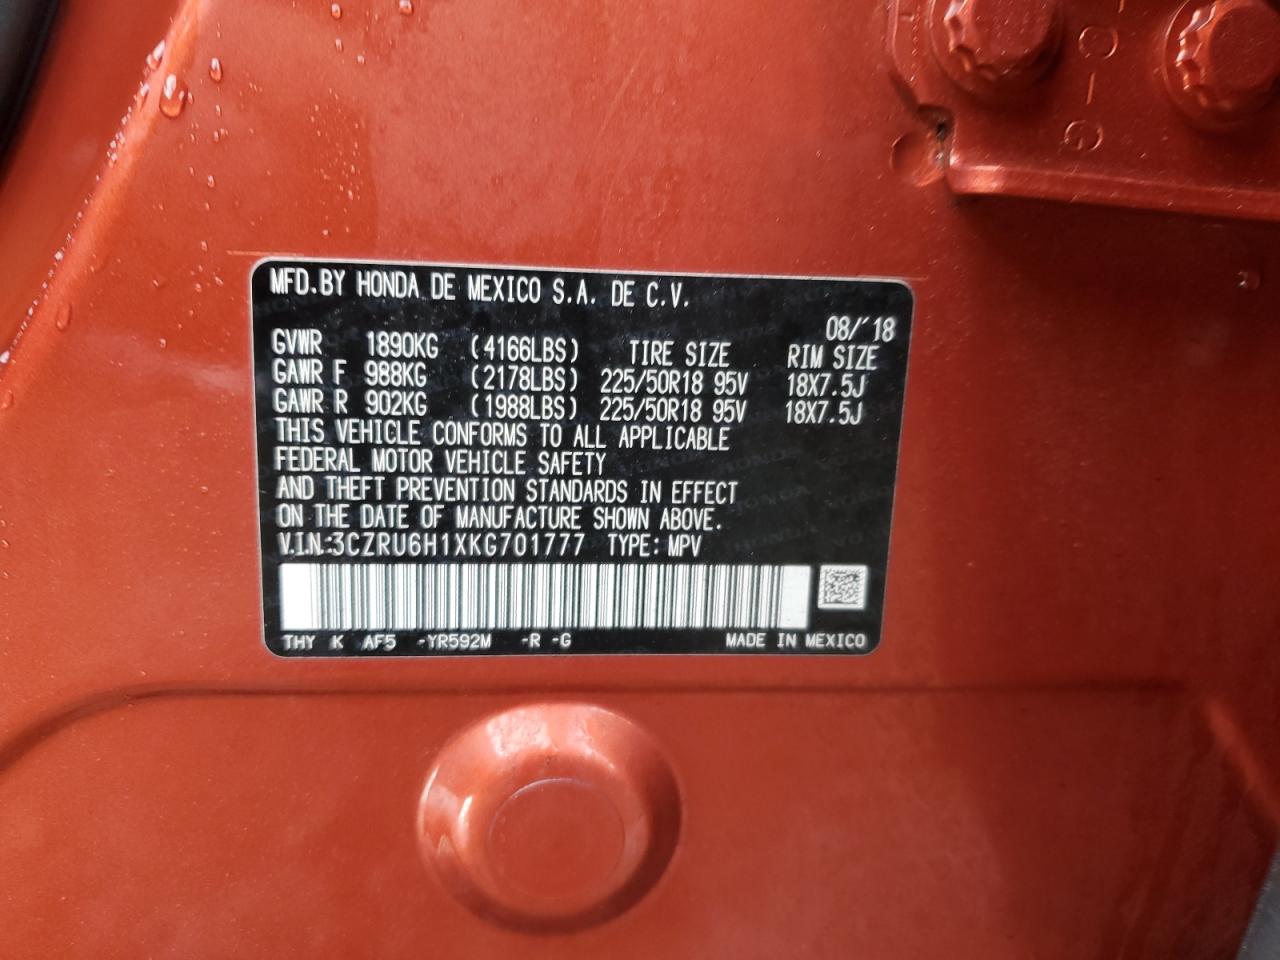 MFD.BY HONDA DE MEXICO S.A. DE C.V.
08/'18
GVWR 1890KG (4166LBS) TIRE SIZE RIM SIZE
GAWR F 988KG (2178LBS) 225/50R18 95V 18X7.5J
GAWR R 902KG (1988LBS) 225/50R18 95V 18X7.5J
THIS VEHICLE CONFORMS TO ALL APPLICABLE
FEDERAL MOTOR VEHICLE SAFETY
AND THEFT PREVENTION STANDARDS IN EFFECT
ON THE DATE OF MANUFACTURE SHOWN ABOVE.
V.I.N:3CZRU6H1XKG701777 TYPE: MPV
THY K AF5 -YR592M -R -G MADE IN MEXICO